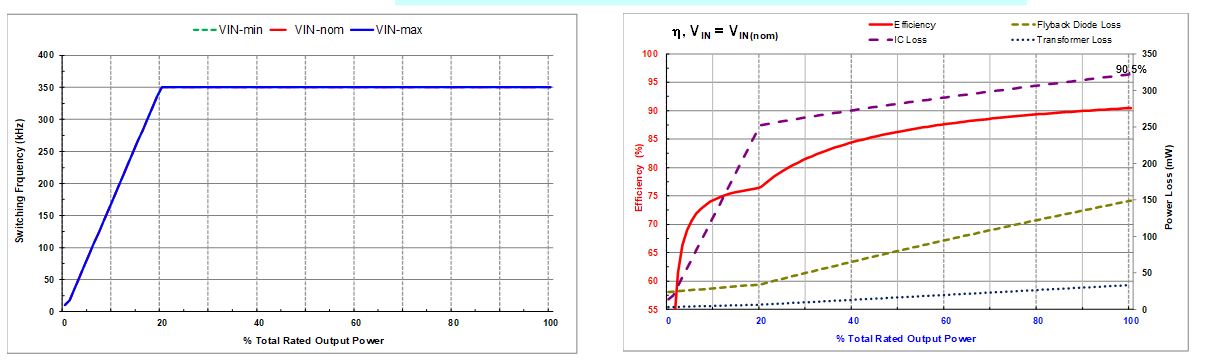 VIN-min VIN-nom VIN-max
400
350
300
250
200
150
100
50
0
Switching Frquency (kHz)
0 20 40 60 80 100
% Total Rated Output Power
η, VIN = VIN(nom)
Efficiency Flyback Diode Loss
IC Loss Transformer Loss
90.5%
100
95
90
85
80
75
70
65
60
55
Efficiency (%)
350
300
250
200
150
100
50
0
Power Loss (mW)
0 20 40 60 80 100
% Total Rated Output Power